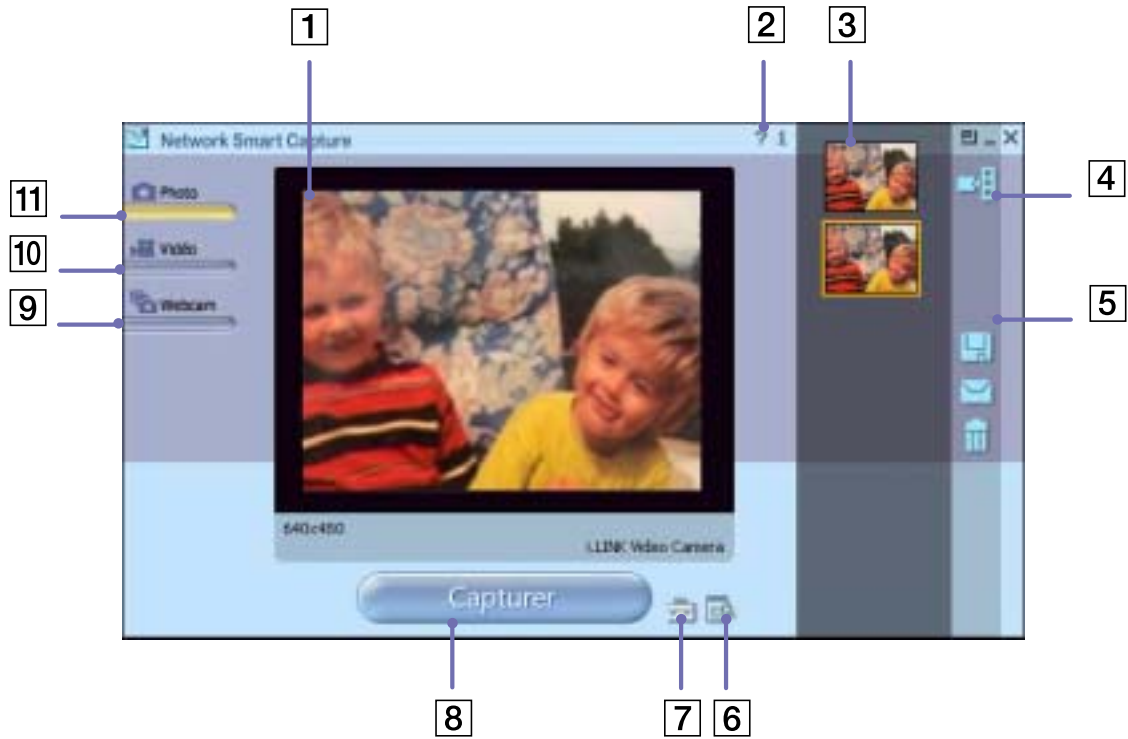 1
2
3
Network Smart Capture
? i
4
11
Photo
10
Vidéo
9
Webcam
5
640x480
i.LINK Video Camera
Capturer
8
7
6